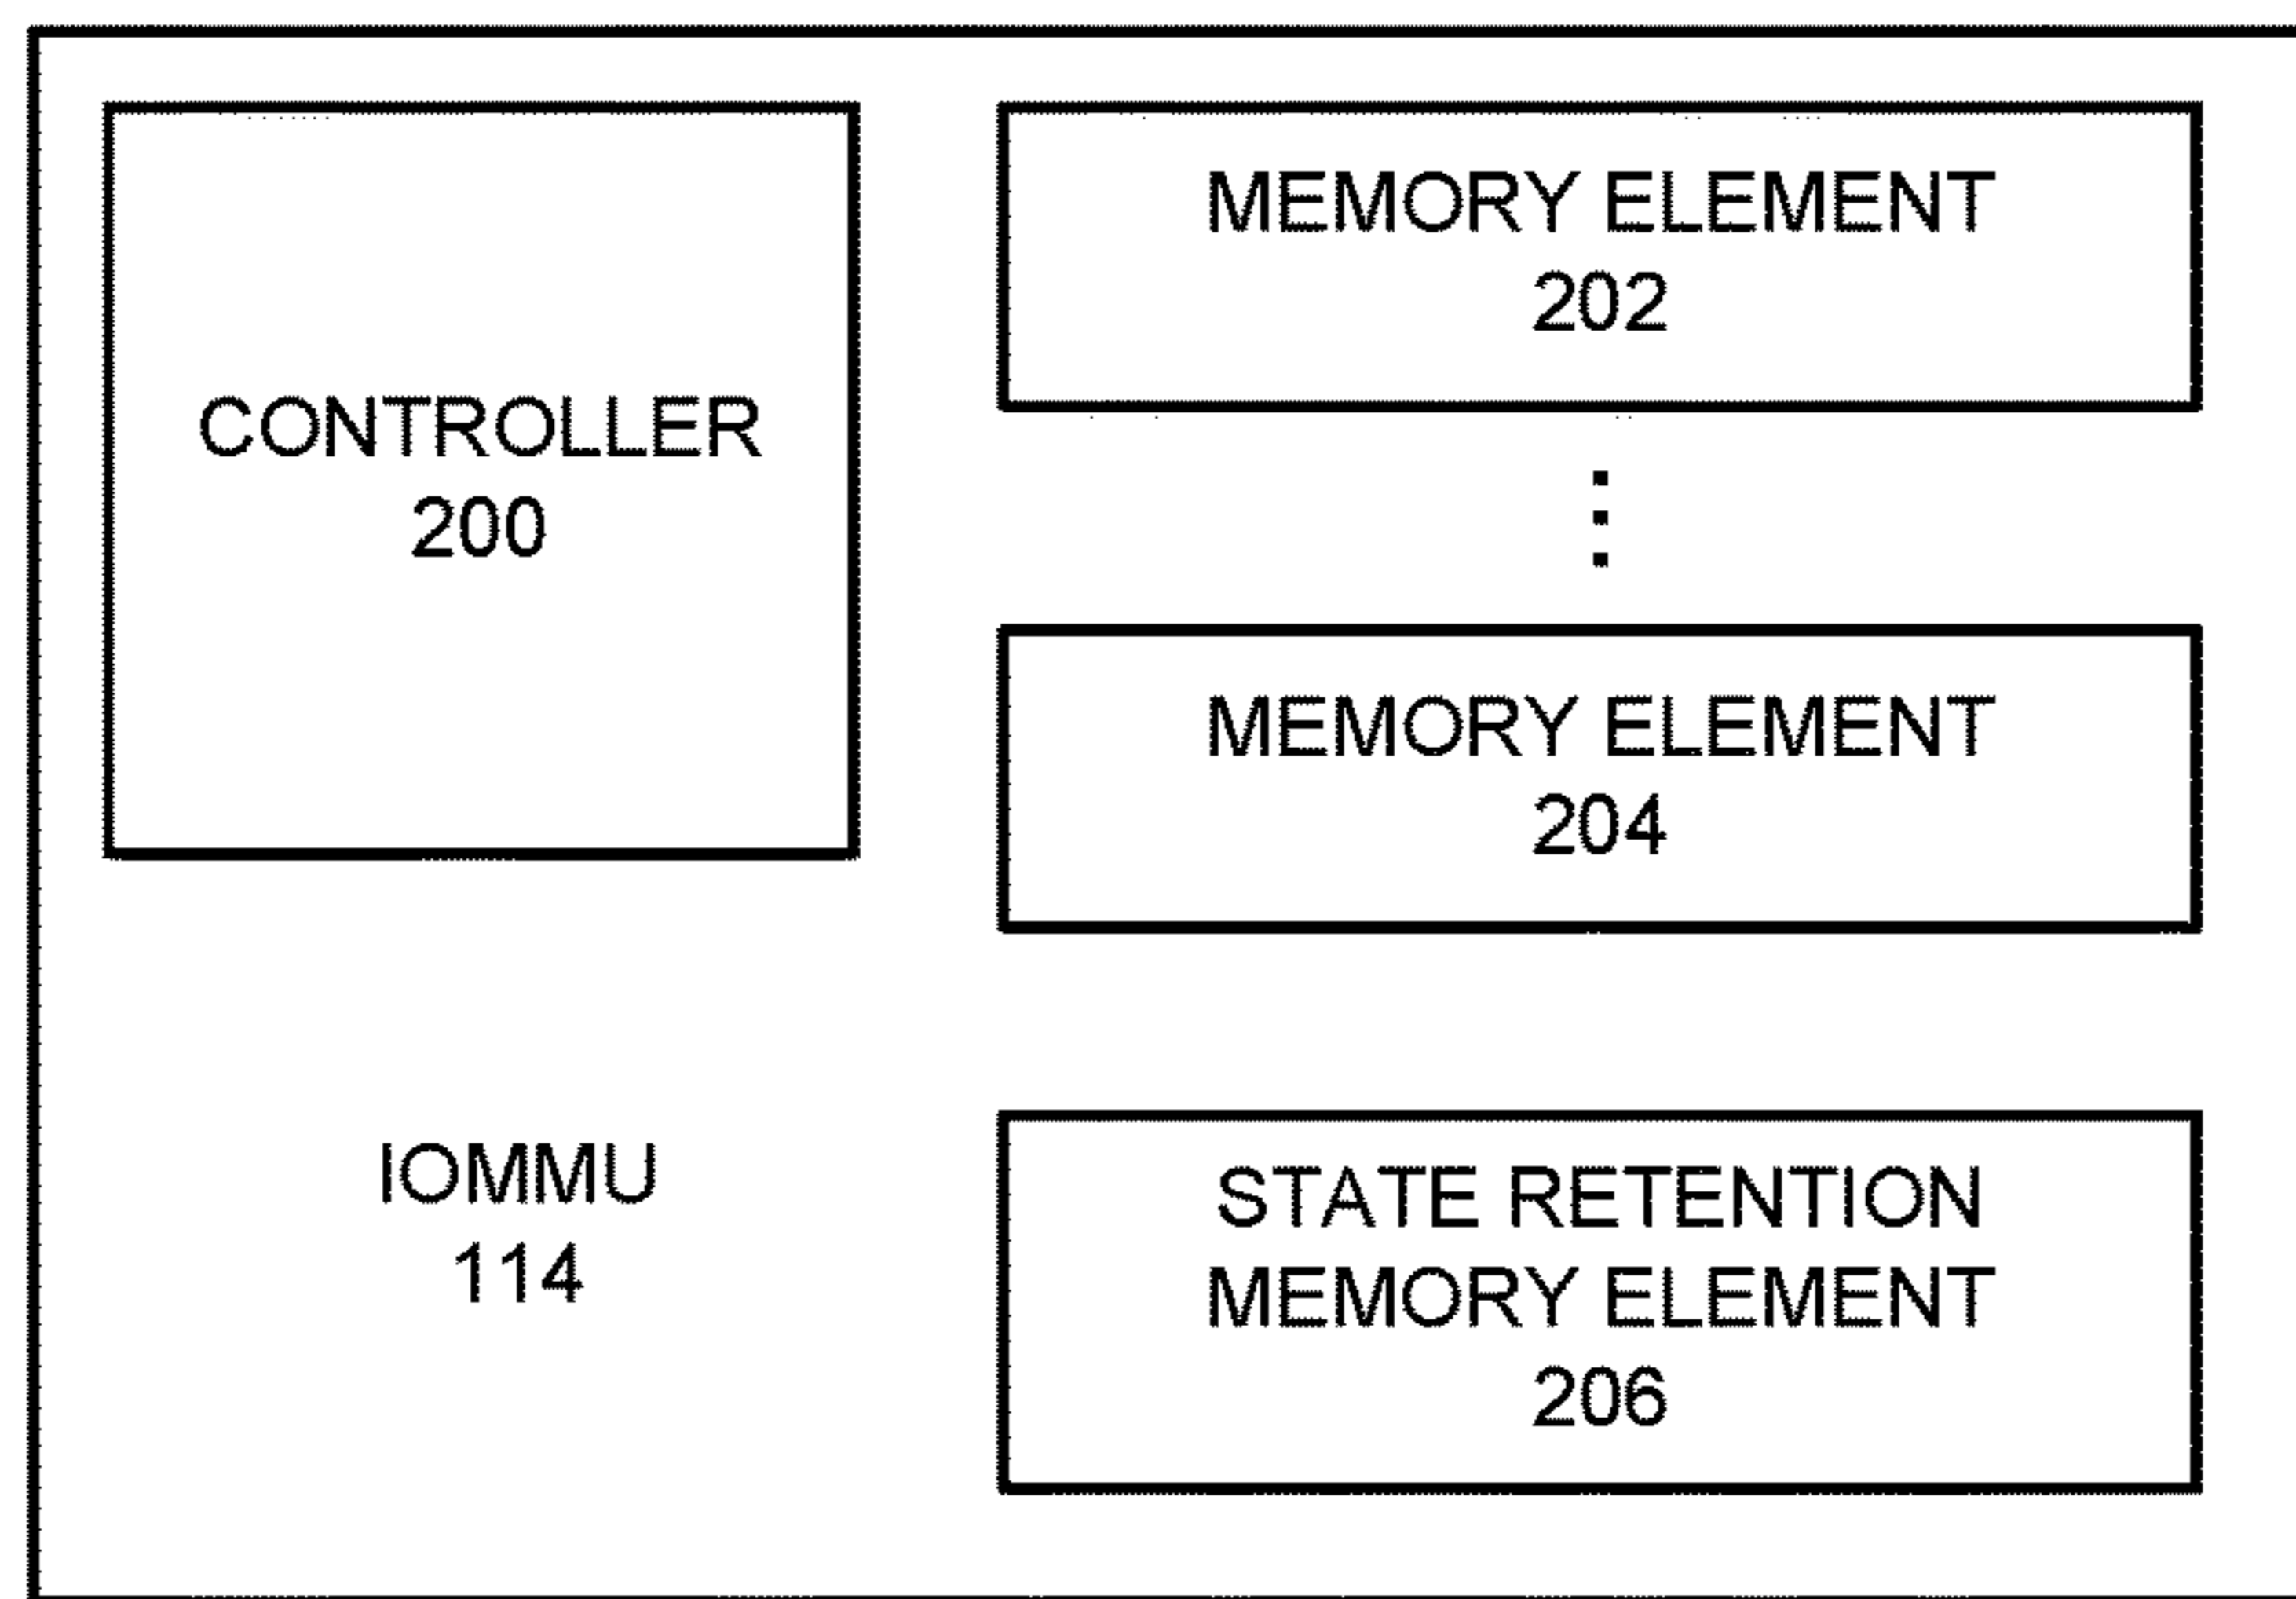 CONTROLLER
200
MEMORY ELEMENT
202
MEMORY ELEMENT
204
IOMMU
114
STATE RETENTION
MEMORY ELEMENT
206